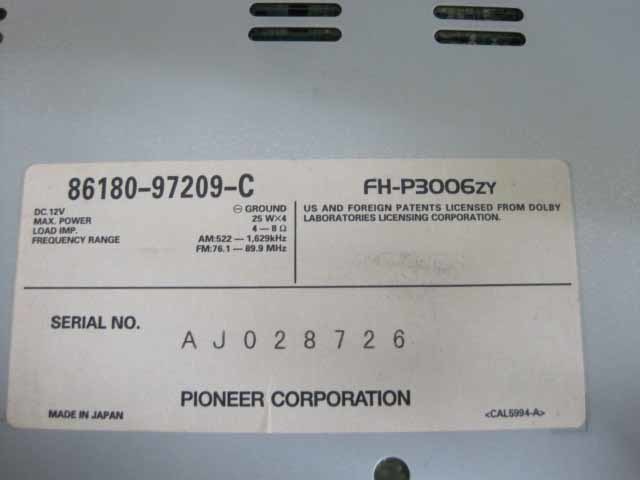 86180-97209-C
DC.12V ⊖ GROUND
MAX. POWER 25 W×4
LOAD IMP. 4 — 8 Ω
FREQUENCY RANGE AM:522 — 1,629kHz
FM:76.1 — 89.9 MHz
FH-P3006ZY
US AND FOREIGN PATENTS LICENSED FROM DOLBY
LABORATORIES LICENSING CORPORATION.
SERIAL NO. AJ028726
PIONEER CORPORATION
MADE IN JAPAN <CAL5994-A>